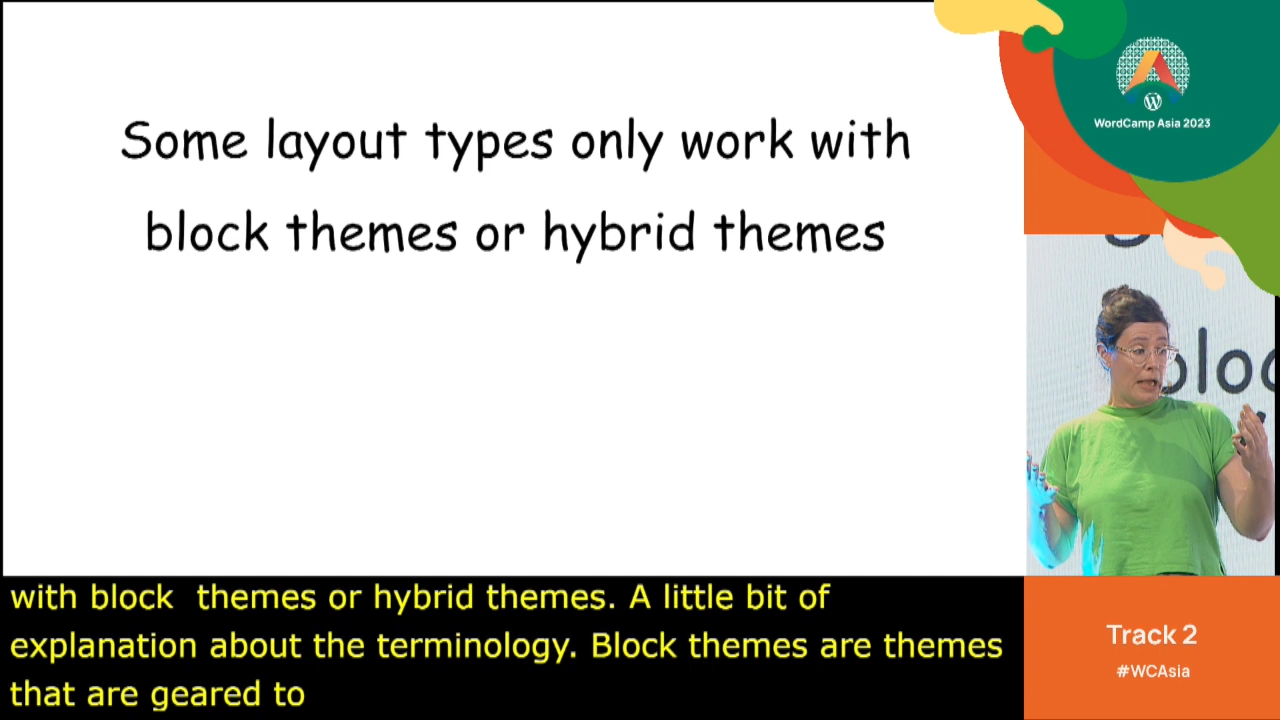 Some layout types only work with
block themes or hybrid themes
WordCamp Asia 2023
bloc
with block  themes or hybrid themes. A little bit of
explanation about the terminology. Block themes are themes
that are geared to
Track 2
#WCAsia